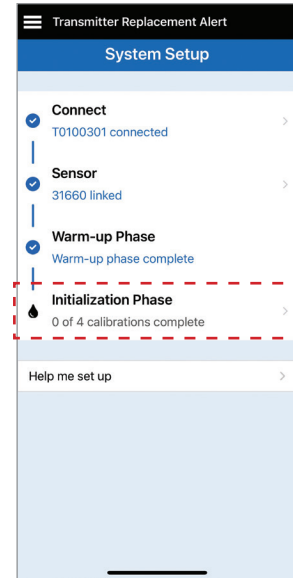 Transmitter Replacement Alert
System Setup
Connect
T0100301 connected
Sensor
31660 linked
Warm-up Phase
Warm-up phase complete
Initialization Phase
0 of 4 calibrations complete
Help me set up